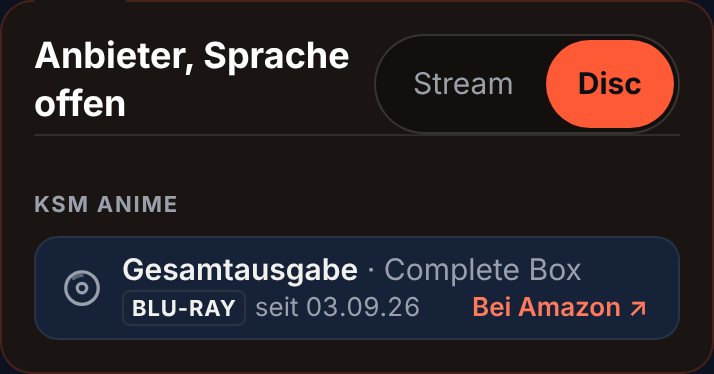 Anbieter, Sprache
offen
Stream
Disc
KSM ANIME
Gesamtausgabe · Complete Box
BLU-RAY seit 03.09.26 Bei Amazon ↗